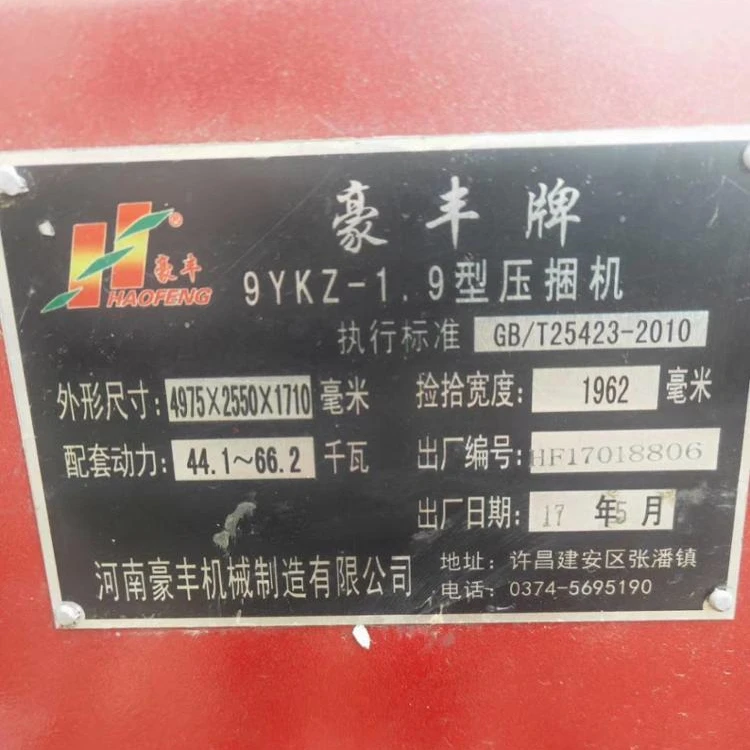 豪丰牌
豪丰®
HAOFENG
9YKZ-1.9型压捆机
执行标准 GB/T25423-2010
外形尺寸: 4975×2550×1710 毫米 捡拾宽度: 1962 毫米
配套动力: 44.1~66.2 千瓦 出厂编号: HF17018806
出厂日期: 17 年 5 月
河南豪丰机械制造有限公司 地址: 许昌建安区张潘镇
电话: 0374-5695190